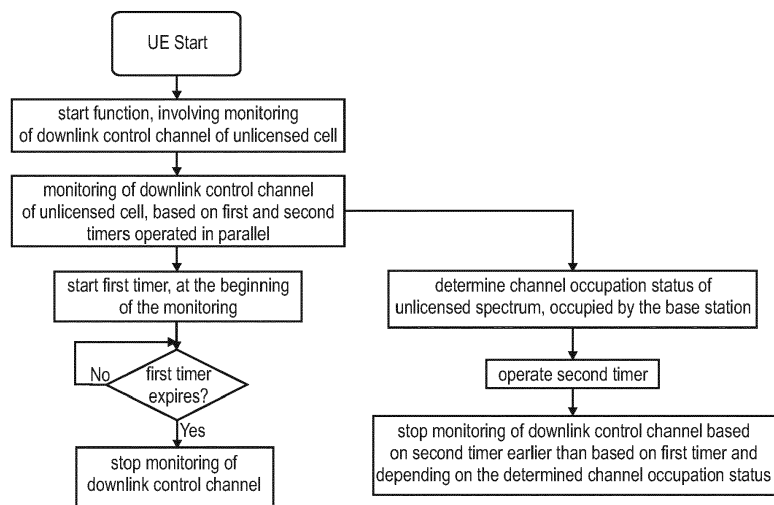 UE Start
start function, involving monitoring
of downlink control channel of unlicensed cell
monitoring of downlink control channel
of unlicensed cell, based on first and second
timers operated in parallel
start first timer, at the beginning
of the monitoring
No
first timer
expires?
Yes
stop monitoring of
downlink control channel
determine channel occupation status of
unlicensed spectrum, occupied by the base station
operate second timer
stop monitoring of downlink control channel based
on second timer earlier than based on first timer and
depending on the determined channel occupation status